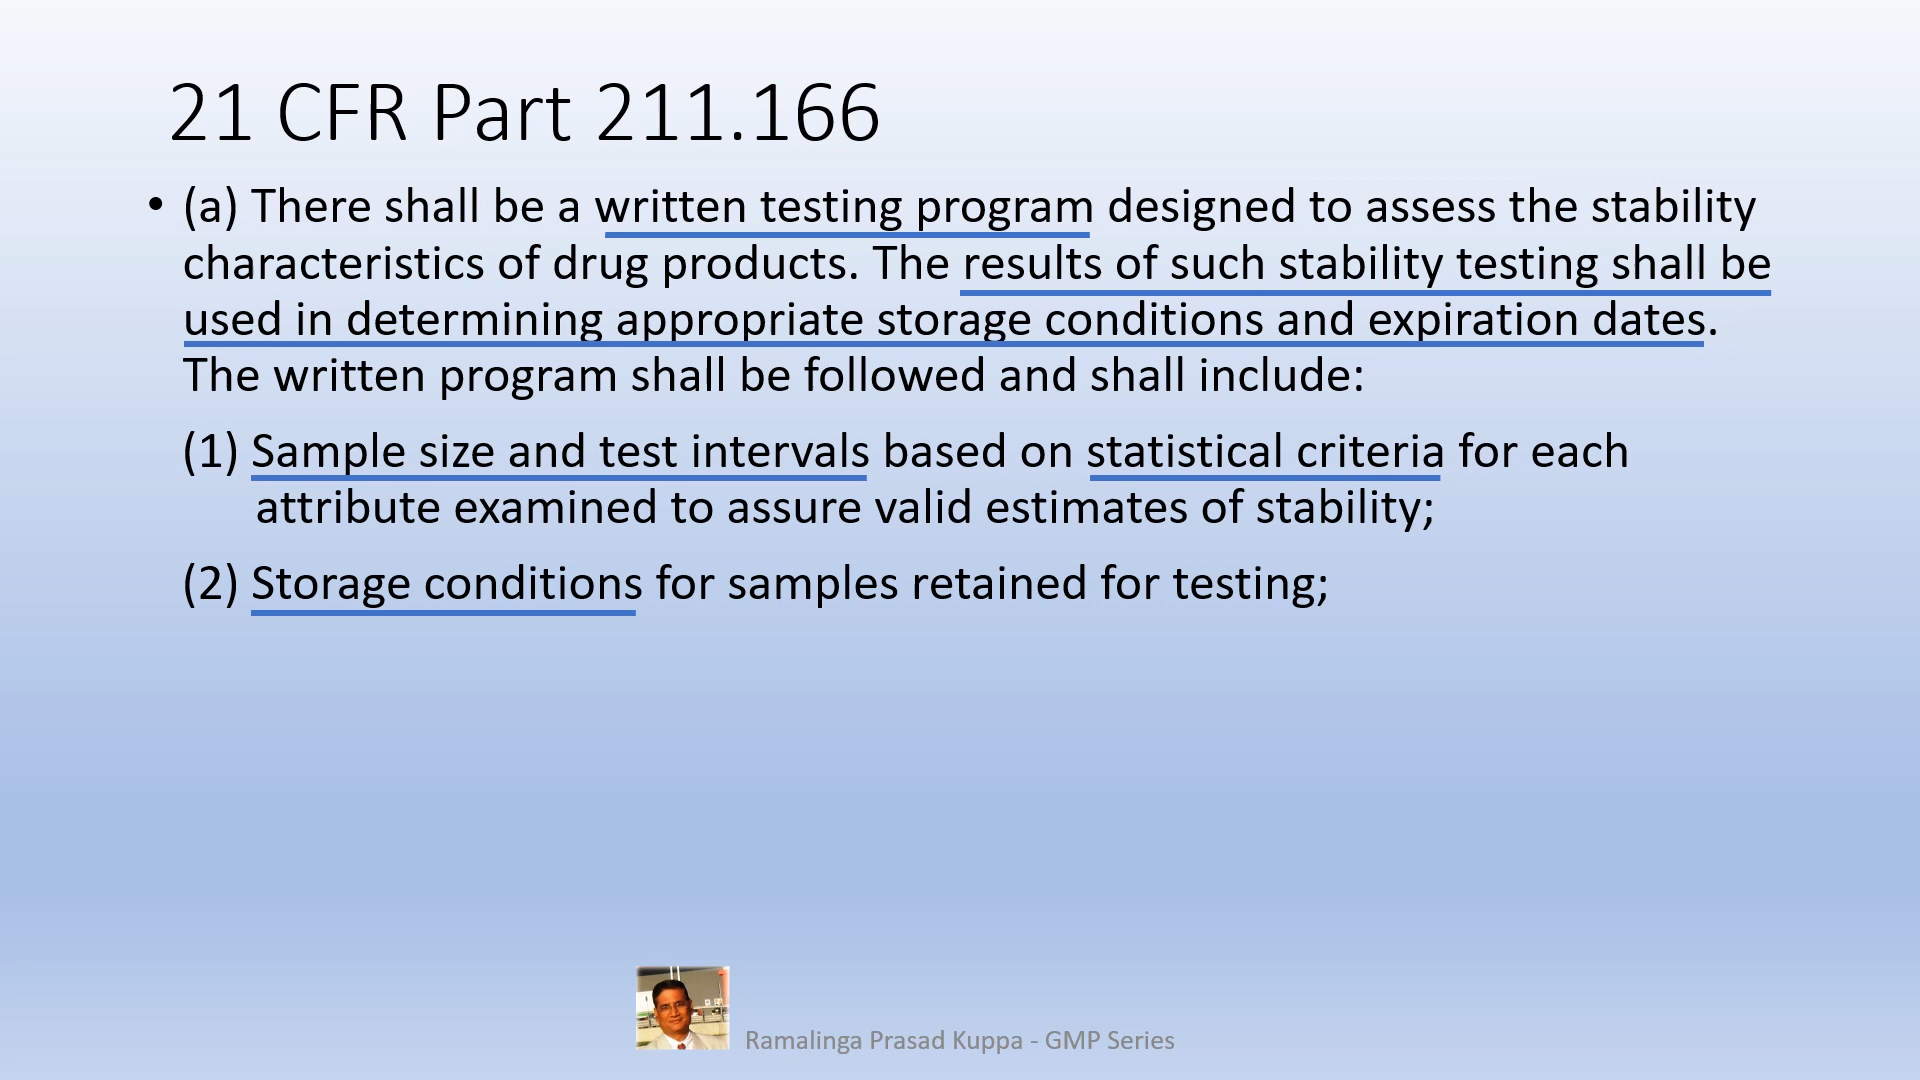 21 CFR Part 211.166
• (a) There shall be a written testing program designed to assess the stability
characteristics of drug products. The results of such stability testing shall be
used in determining appropriate storage conditions and expiration dates.
The written program shall be followed and shall include:
(1) Sample size and test intervals based on statistical criteria for each
attribute examined to assure valid estimates of stability;
(2) Storage conditions for samples retained for testing;
Ramalinga Prasad Kuppa - GMP Series